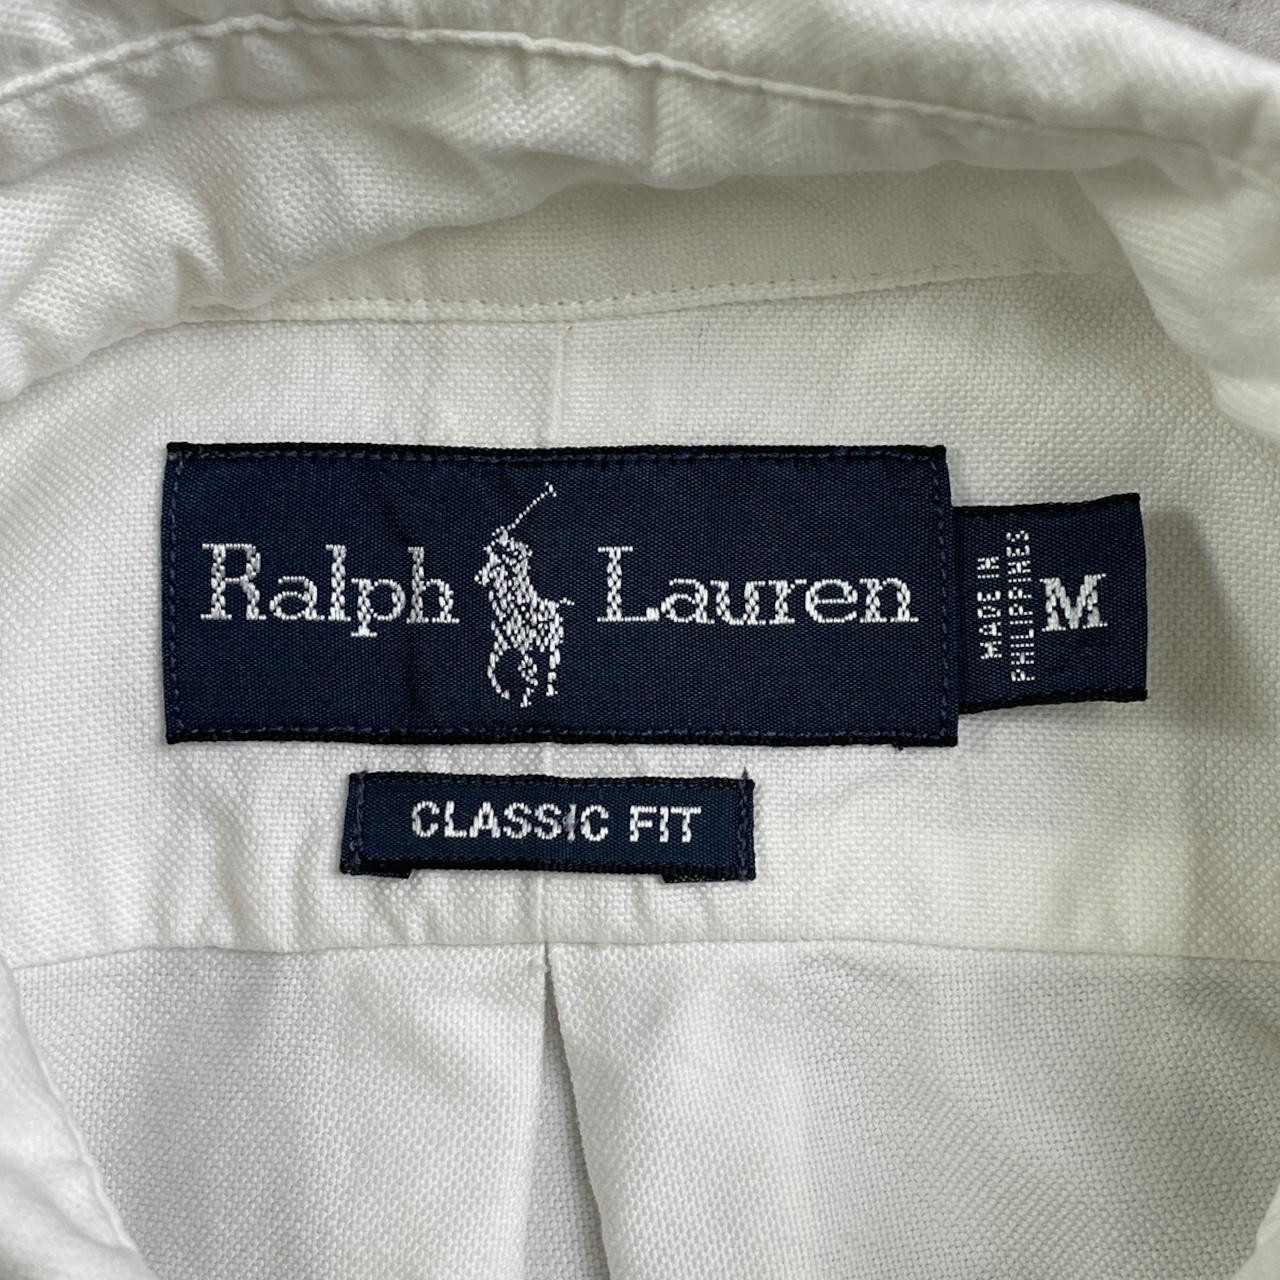 Ralph Lauren
MADE IN
PHILIPPINES
M
CLASSIC FIT